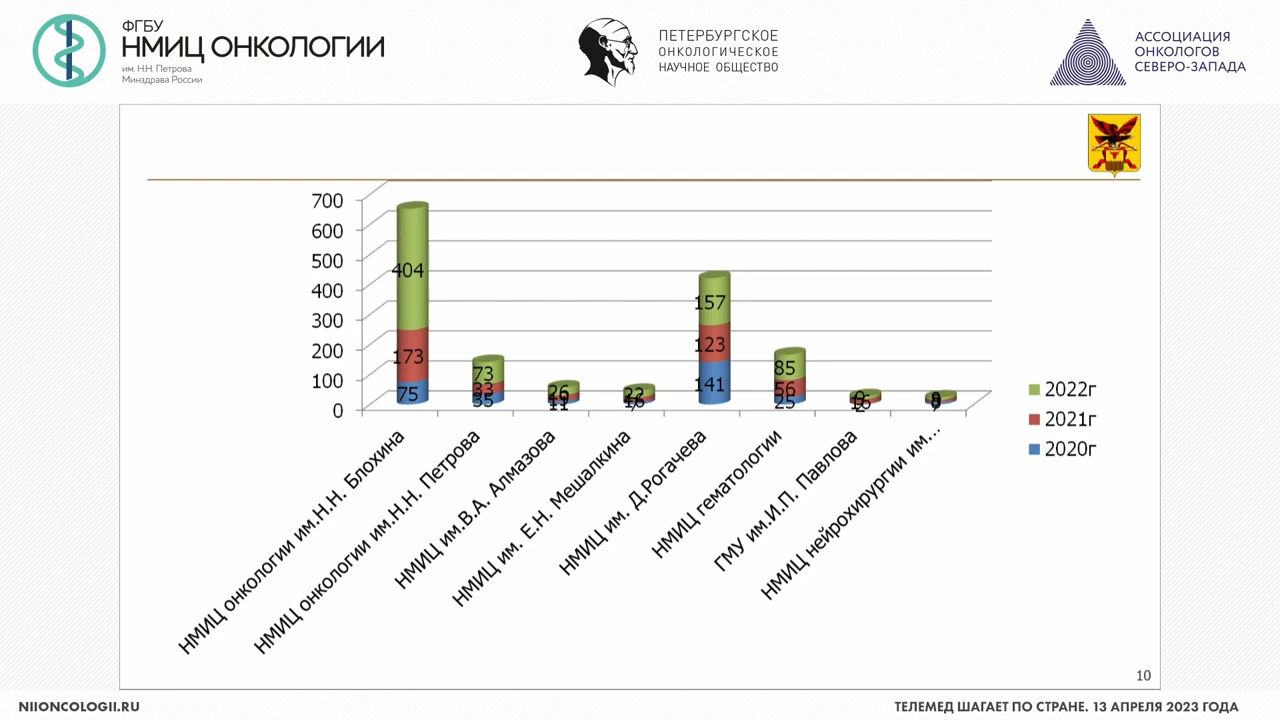 ФГБУ
НМИЦ ОНКОЛОГИИ
им. Н.Н. Петрова
Минздрава России
ПЕТЕРБУРГСКОЕ
ОНКОЛОГИЧЕСКОЕ
НАУЧНОЕ ОБЩЕСТВО
АССОЦИАЦИЯ
ОНКОЛОГОВ
СЕВЕРО-ЗАПАДА
700
600
500
400
300
200
100
0
404
173
75
73
33
35
26
11
22
16
7
157
123
141
85
56
25
16
2
2022г
2021г
2020г
НМИЦ онкологии им.Н.Н. Блохина
НМИЦ онкологии им.Н.Н. Петрова
НМИЦ им.В.А. Алмазова
НМИЦ им. Е.Н. Мешалкина
НМИЦ им. Д.Рогачева
НМИЦ гематологии
ГМУ им.И.П. Павлова
НМИЦ нейрохирургии им...
10
NIIONCOLOGII.RU
ТЕЛЕМЕД ШАГАЕТ ПО СТРАНЕ. 13 АПРЕЛЯ 2023 ГОДА